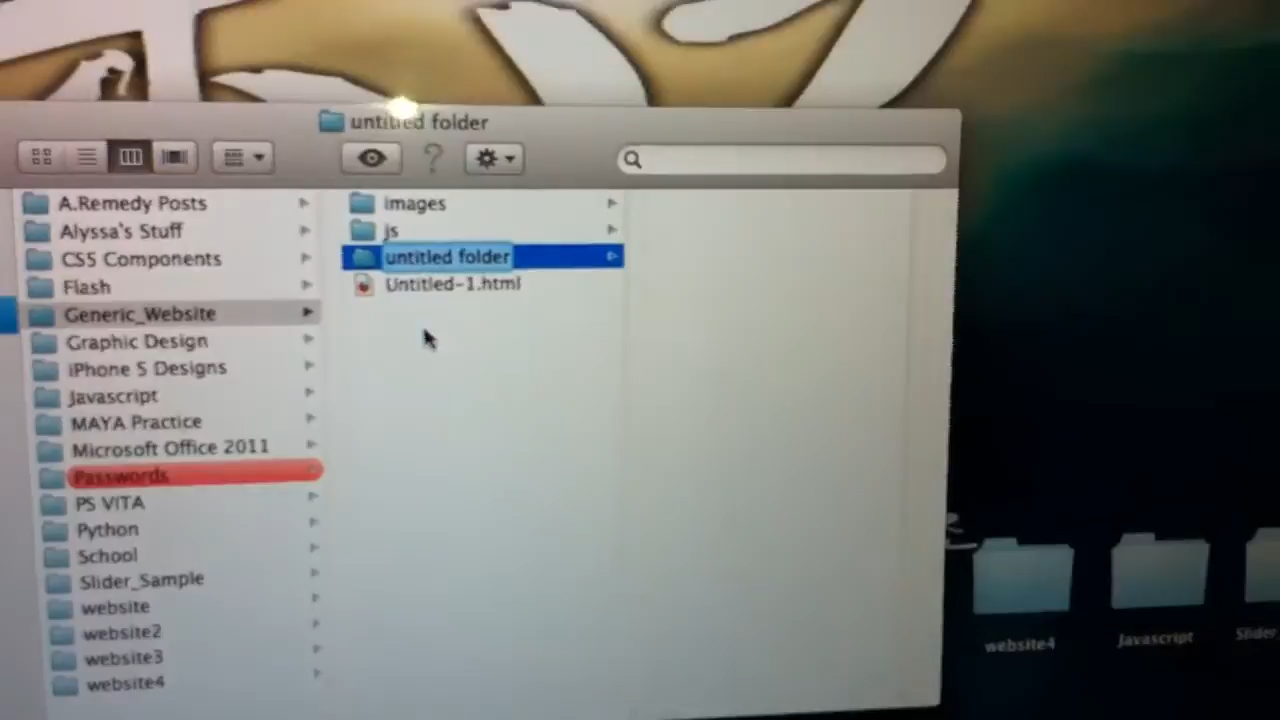 untitled folder
A.Remedy Posts
Alyssa's Stuff
CS5 Components
Flash
Generic_Website
Graphic Design
iPhone 5 Designs
Javascript
MAYA Practice
Microsoft Office 2011
Passwords
PS VITA
Python
School
Slider_Sample
website
website2
website3
website4
images
js
untitled folder
Untitled-1.html
website4
Javascript